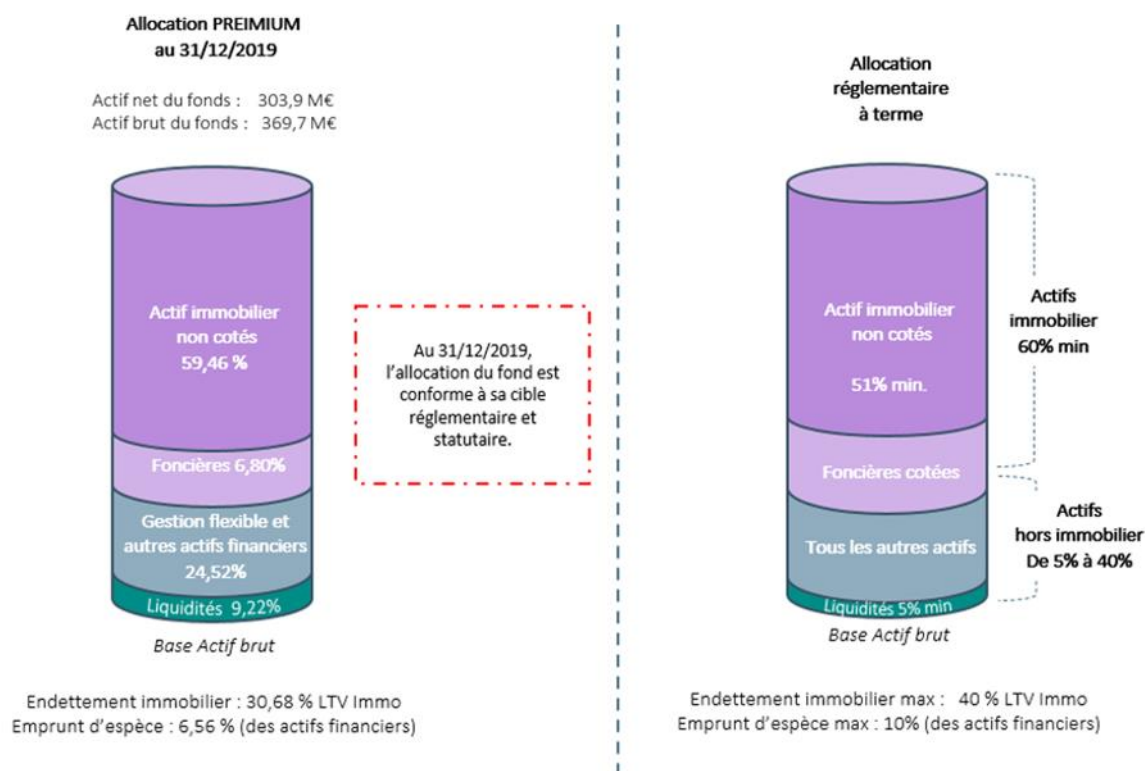 Allocation PREIMIUM
au 31/12/2019
Actif net du fonds : 303,9 M€
Actif brut du fonds : 369,7 M€
Actif immobilier
non cotés
59,46 %
Foncières 6,80%
Gestion flexible et
autres actifs financiers
24,52%
Liquidités 9,22%
Base Actif brut
Endettement immobilier : 30,68 % LTV Immo
Emprunt d'espèce : 6,56 % (des actifs financiers)
Au 31/12/2019,
l'allocation du fond est
conforme à sa cible
réglementaire et
statutaire.
Allocation
réglementaire
à terme
Actif immobilier
non cotés
51% min.
Foncières cotées
Tous les autres actifs
Liquidités 5% min
Base Actif brut
Actifs
immobilier
60% min
Actifs
hors immobilier
De 5% à 40%
Endettement immobilier max : 40 % LTV Immo
Emprunt d'espèce max : 10% (des actifs financiers)